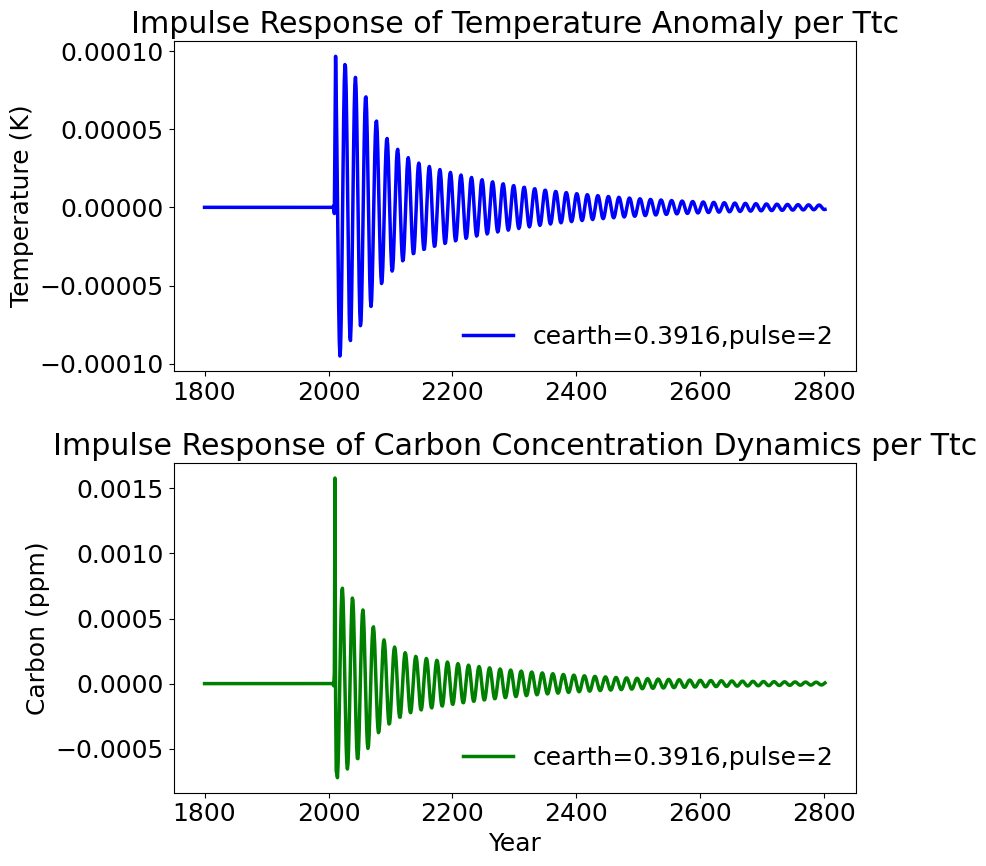 Impulse Response of Temperature Anomaly per Ttc
Temperature (K)
0.00010
0.00005
0.00000
−0.00005
−0.00010
cearth=0.3916,pulse=2
1800 2000 2200 2400 2600 2800
Impulse Response of Carbon Concentration Dynamics per Ttc
Carbon (ppm)
0.0015
0.0010
0.0005
0.0000
−0.0005
cearth=0.3916,pulse=2
1800 2000 2200 2400 2600 2800
Year